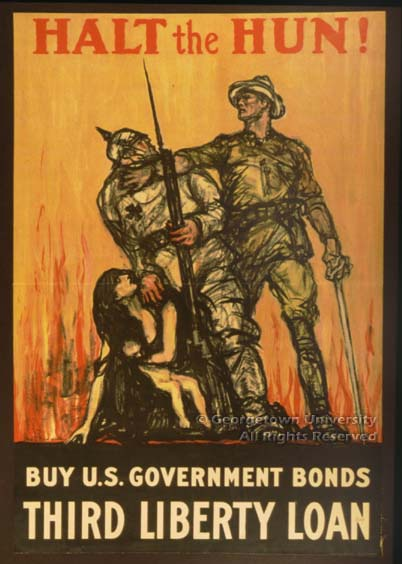 HALT the HUN!
© Georgetown University
All Rights Reserved
BUY U.S. GOVERNMENT BONDS
THIRD LIBERTY LOAN